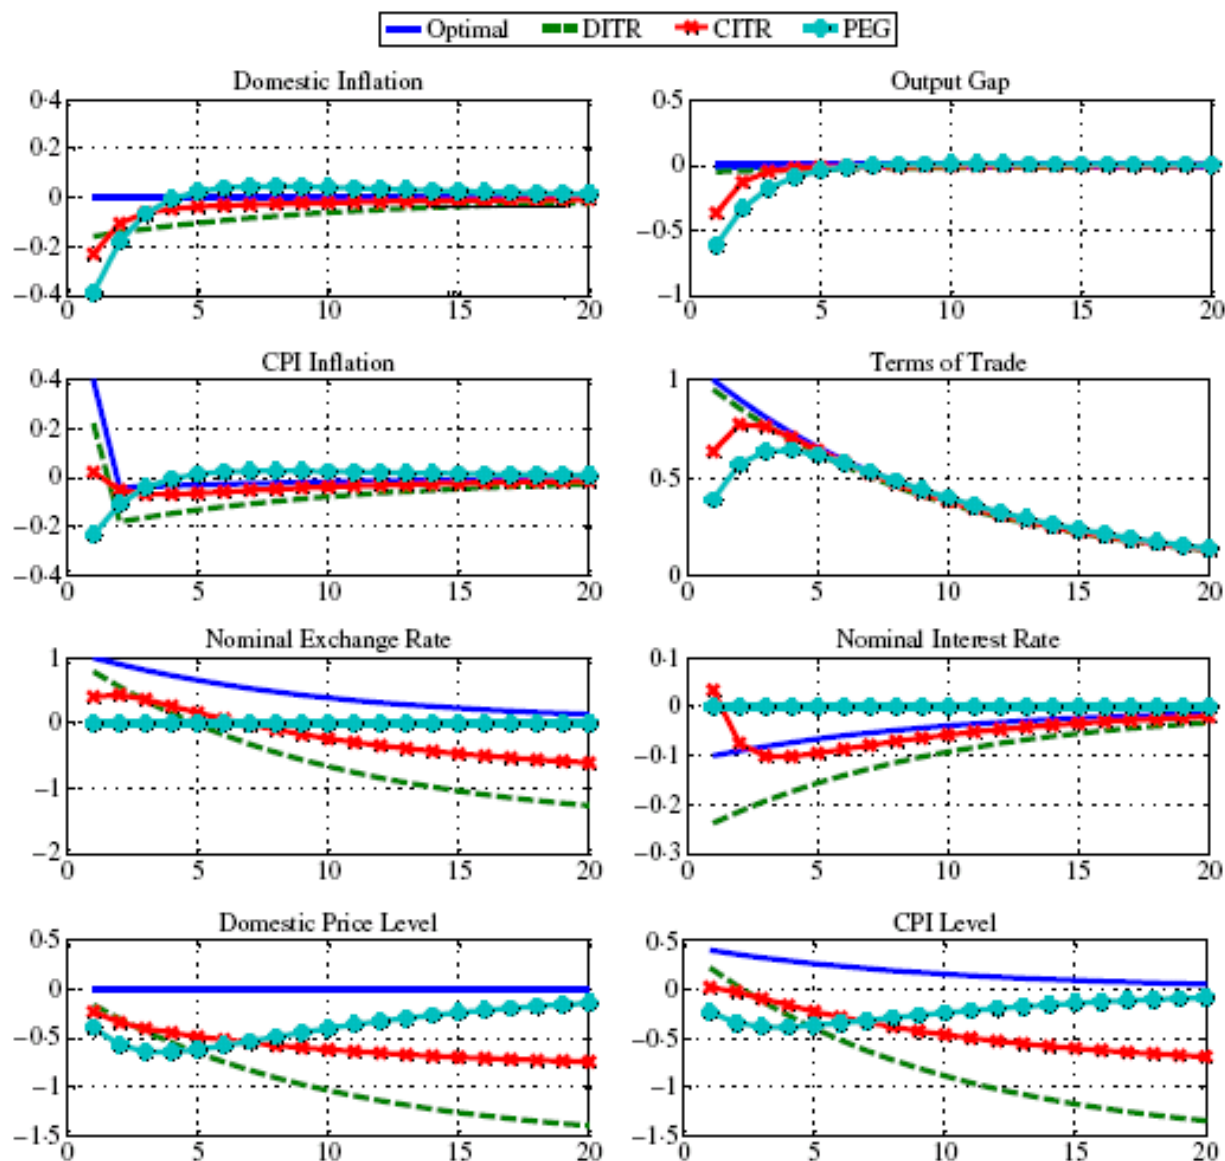 Optimal DITR CITR PEG
Domestic Inflation Output Gap
0·4 0·5
0·2
0 0
−0·2 −0·5
−0·4 −1
0 5 10 15 20 0 5 10 15 20
CPI Inflation Terms of Trade
0·4 1
0·2
0 0·5
−0·2
−0·4 0
0 5 10 15 20 0 5 10 15 20
Nominal Exchange Rate Nominal Interest Rate
1 0·1
0 0
−0·1
−1 −0·2
−2 −0·3
0 5 10 15 20 0 5 10 15 20
Domestic Price Level CPI Level
0·5 0·5
0 0
−0·5 −0·5
−1 −1
−1·5 −1·5
0 5 10 15 20 0 5 10 15 20